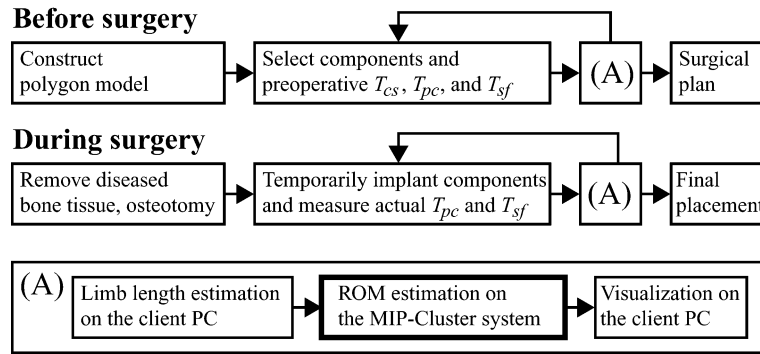 Before surgery
Construct
polygon model
Select components and
preoperative Tcs, Tpc, and Tsf
(A)
Surgical
plan
During surgery
Remove diseased
bone tissue, osteotomy
Temporarily implant components
and measure actual Tpc and Tsf
(A)
Final
placement
(A)
Limb length estimation
on the client PC
ROM estimation on
the MIP-Cluster system
Visualization on
the client PC